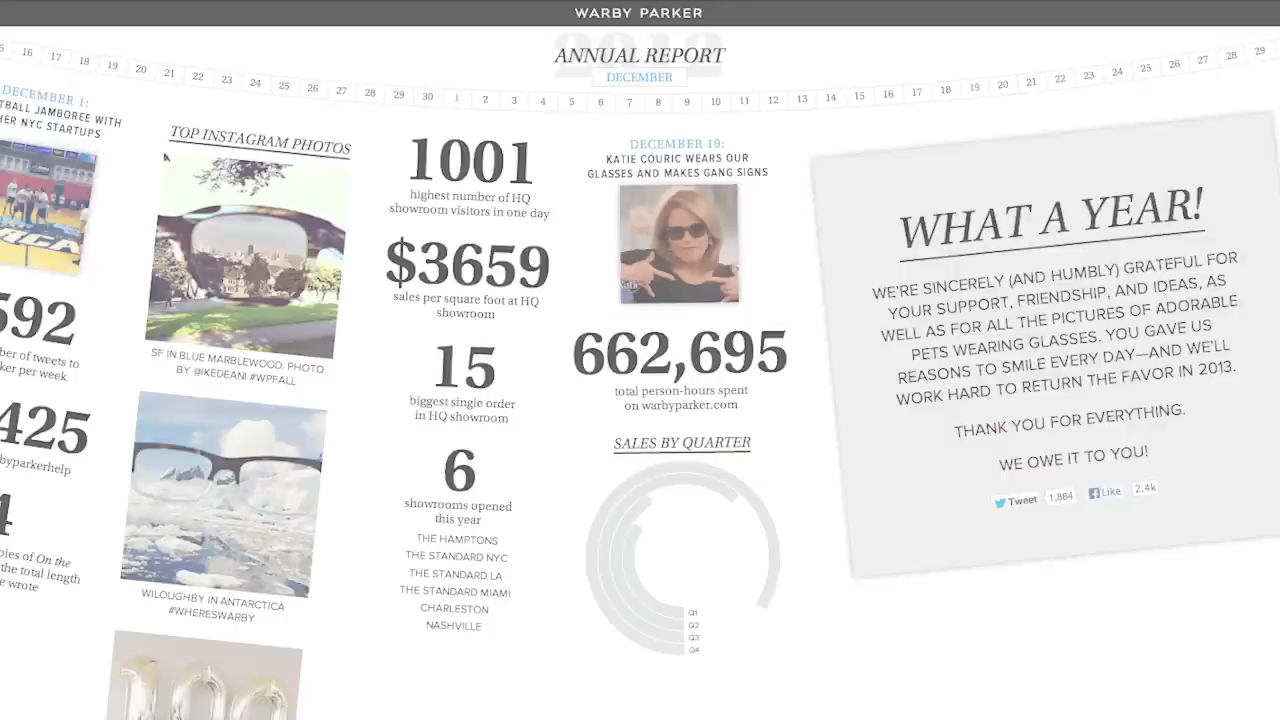 WARBY PARKER
2012
ANNUAL REPORT
DECEMBER
16 17 18 19 20 21 22 23 24 25 26 27 28 29 30 1 2 3 4 5 6 7 8 9 10 11 12 13 14 15 16 17 18 19 20 21 22 23 24 25 26 27 28 29
DECEMBER 1:
TBALL JAMBOREE WITH
HER NYC STARTUPS
592
ber of tweets to
ker per week
425
byparkerhelp
4
pies of On the
the total length
e wrote
TOP INSTAGRAM PHOTOS
SF IN BLUE MARBLEWOOD. PHOTO
BY @IKEDEANI #WPFALL
WILOUGHBY IN ANTARCTICA
#WHERESWARBY
100
1001
highest number of HQ
showroom visitors in one day
$3659
sales per square foot at HQ
showroom
15
biggest single order
in HQ showroom
6
showrooms opened
this year
THE HAMPTONS
THE STANDARD NYC
THE STANDARD LA
THE STANDARD MIAMI
CHARLESTON
NASHVILLE
DECEMBER 19:
KATIE COURIC WEARS OUR
GLASSES AND MAKES GANG SIGNS
662,695
total person-hours spent
on warbyparker.com
SALES BY QUARTER
Q1
Q2
Q3
Q4
WHAT A YEAR!
WE'RE SINCERELY (AND HUMBLY) GRATEFUL FOR
YOUR SUPPORT, FRIENDSHIP, AND IDEAS, AS
WELL AS FOR ALL THE PICTURES OF ADORABLE
PETS WEARING GLASSES. YOU GAVE US
REASONS TO SMILE EVERY DAY—AND WE'LL
WORK HARD TO RETURN THE FAVOR IN 2013.
THANK YOU FOR EVERYTHING.
WE OWE IT TO YOU!
Tweet 1,884 Like 2.4k